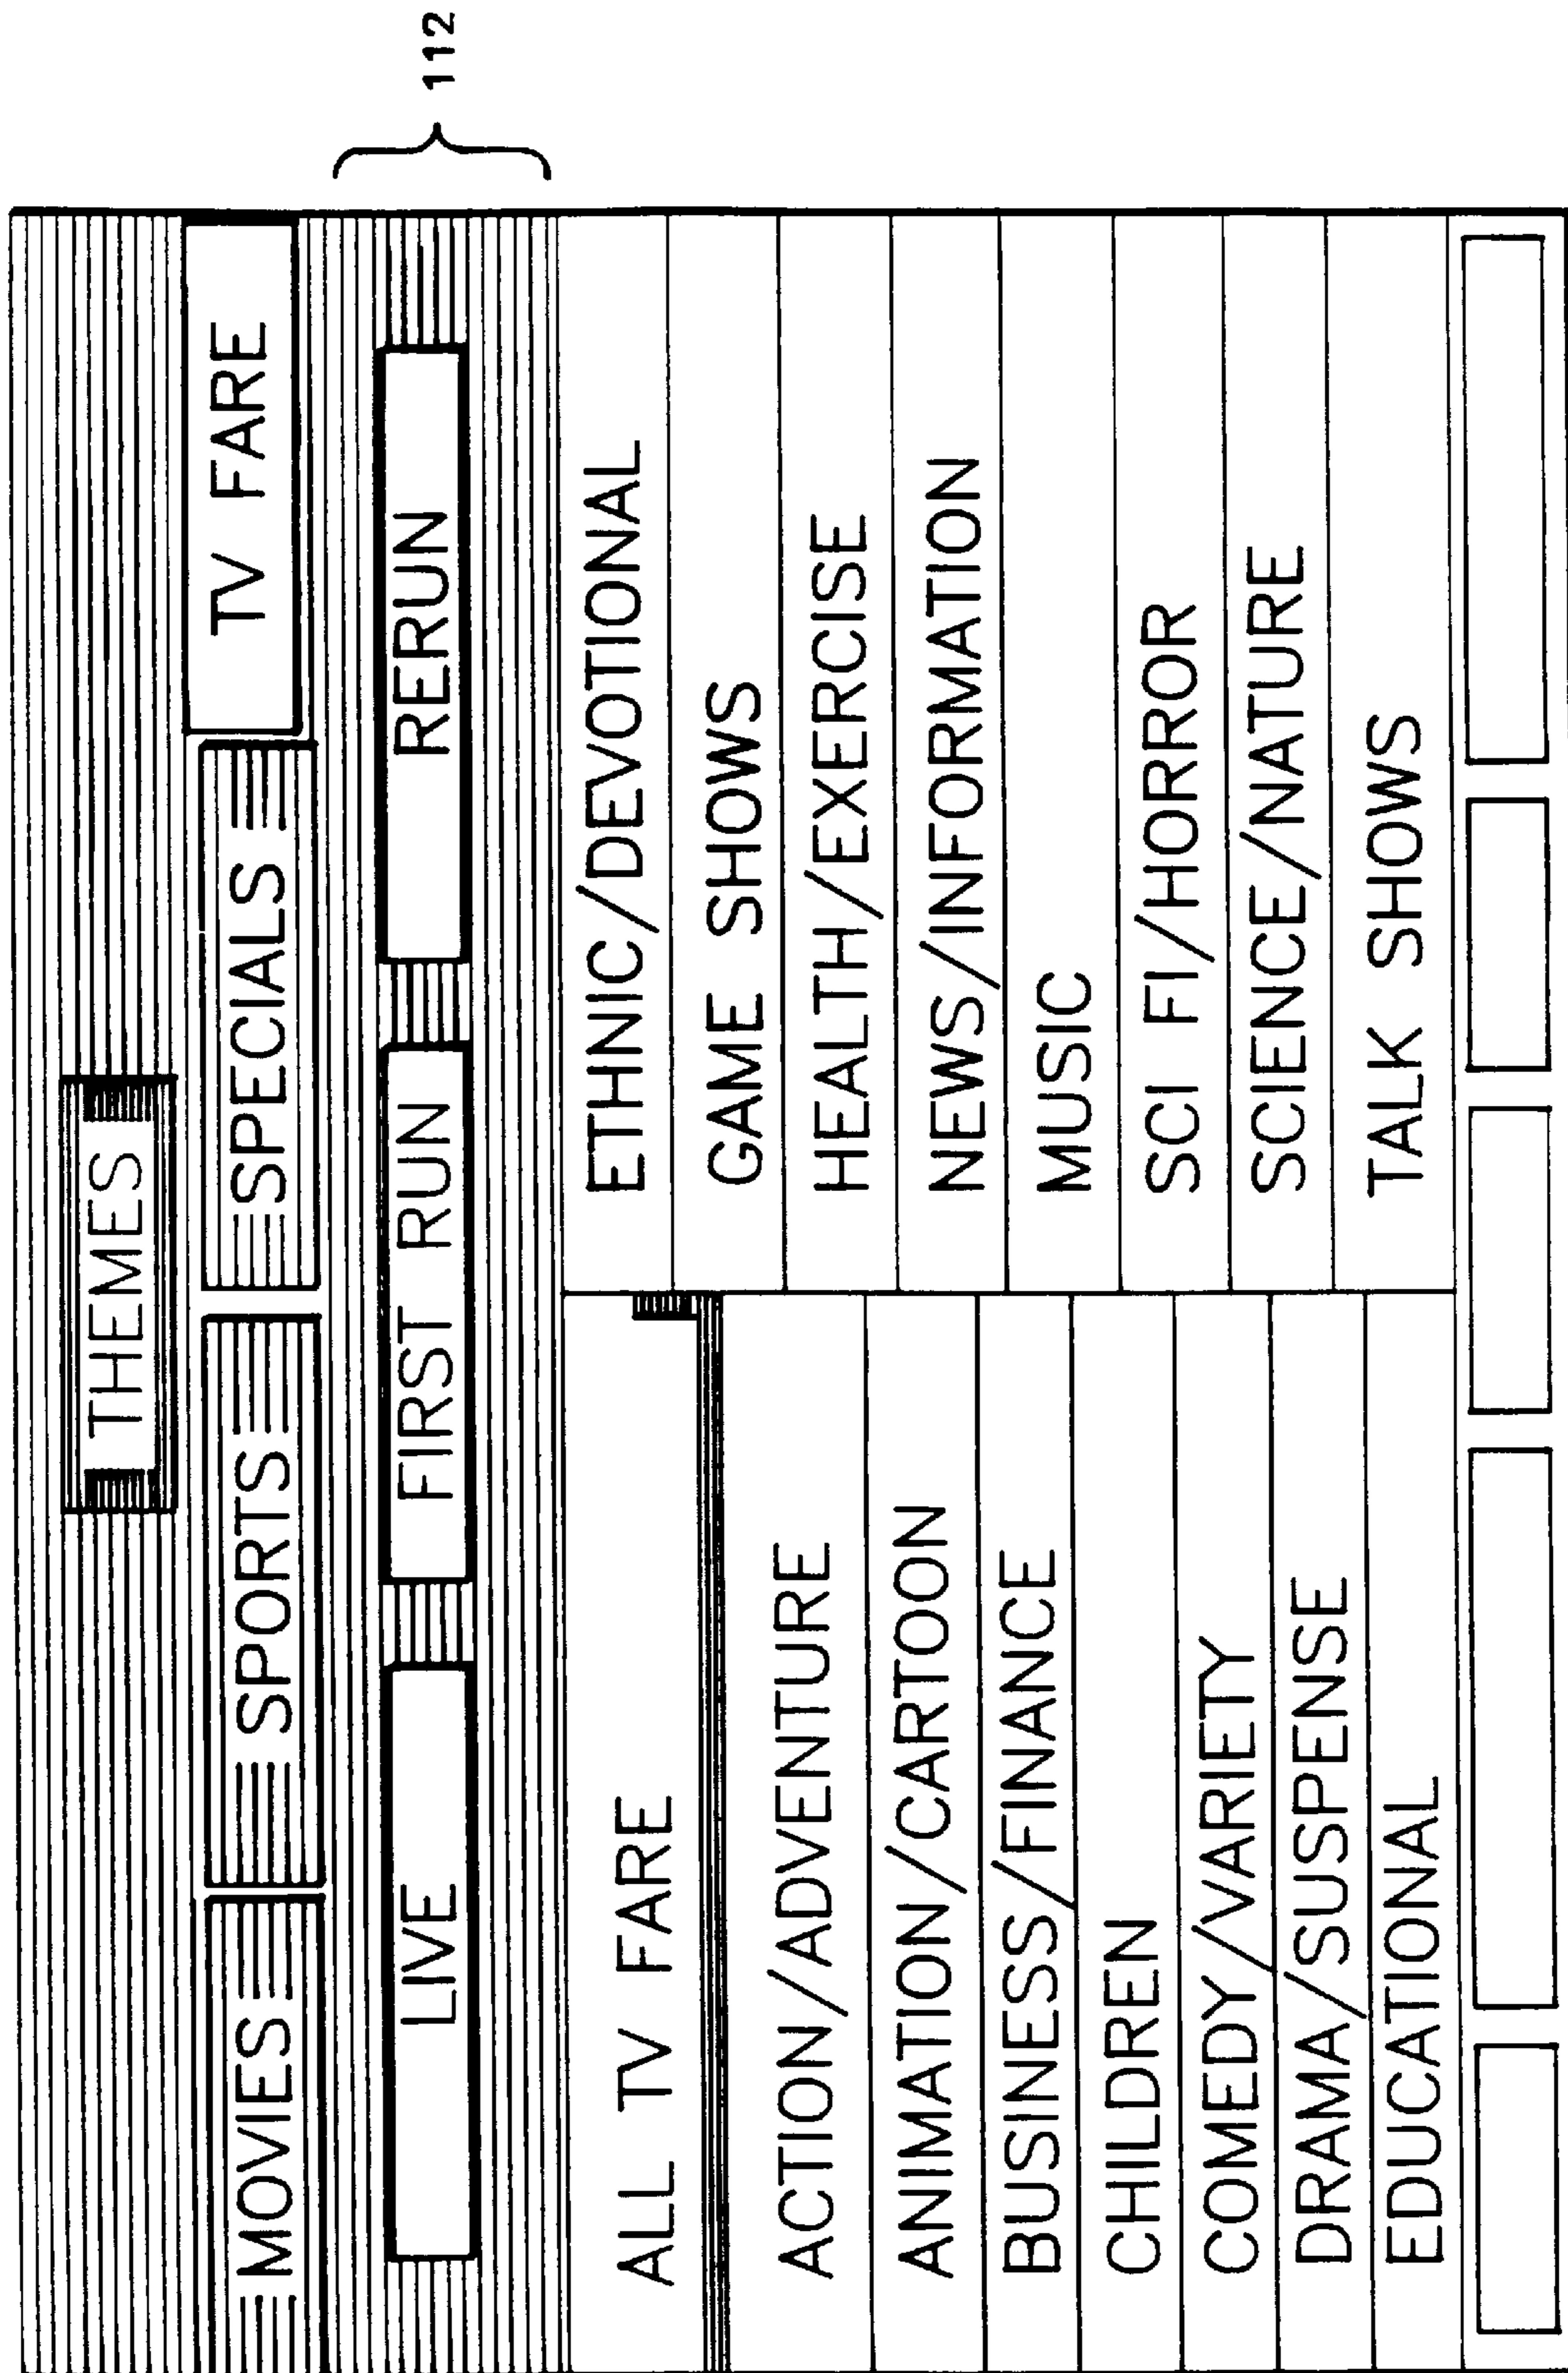 THEMES
MOVIES SPORTS SPECIALS TV FARE
LIVE FIRST RUN RERUN
112
ALL TV FARE
ACTION/ADVENTURE
ANIMATION/CARTOON
BUSINESS/FINANCE
CHILDREN
COMEDY/VARIETY
DRAMA/SUSPENSE
EDUCATIONAL
ETHNIC/DEVOTIONAL
GAME SHOWS
HEALTH/EXERCISE
NEWS/INFORMATION
MUSIC
SCI FI/HORROR
SCIENCE/NATURE
TALK SHOWS